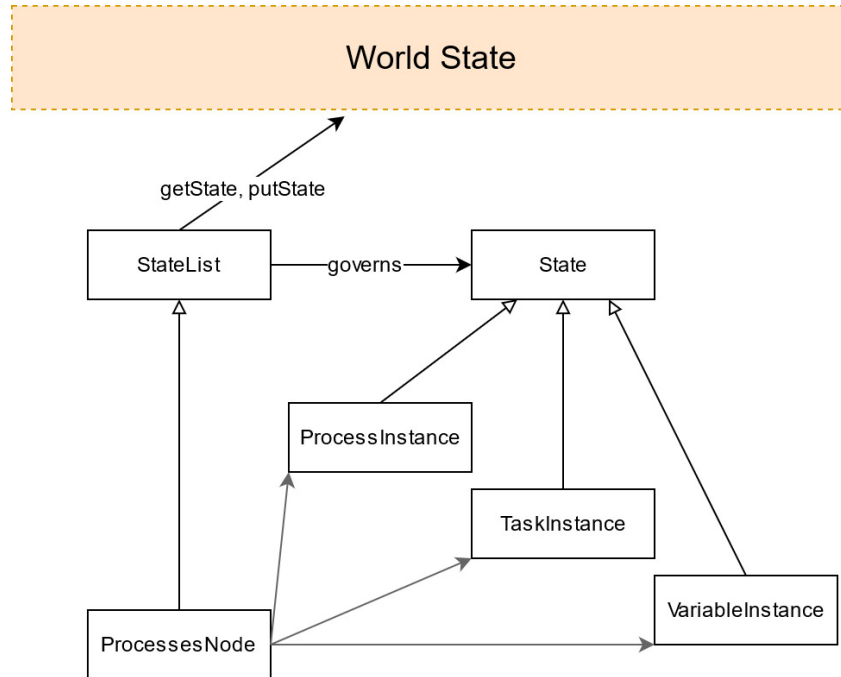 World State
getState, putState
StateList
governs
State
ProcessInstance
TaskInstance
VariableInstance
ProcessesNode